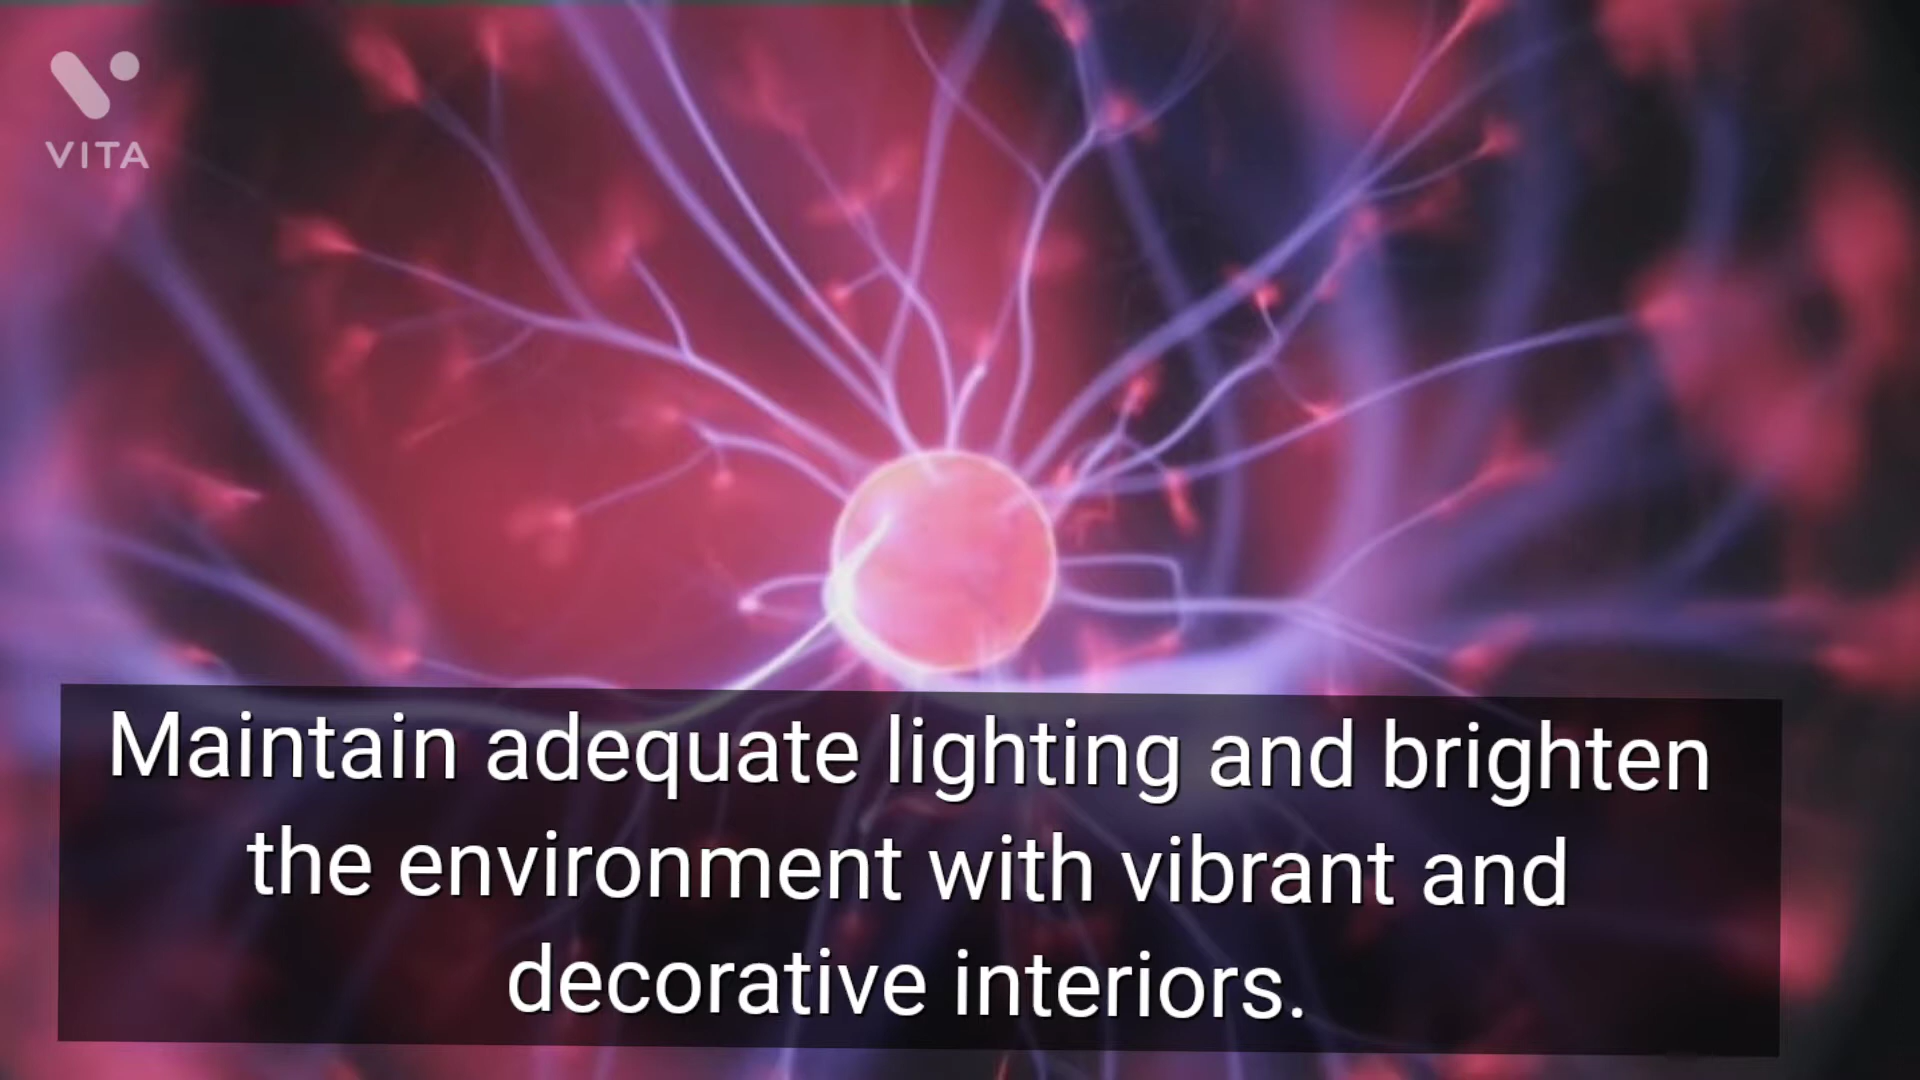 VITA
Maintain adequate lighting and brighten
the environment with vibrant and
decorative interiors.